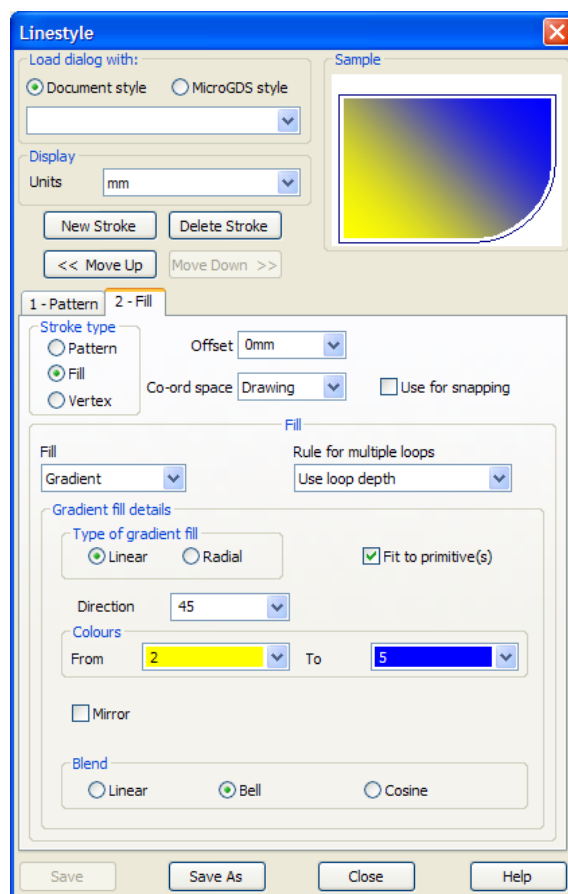 Linestyle
Load dialog with:
Document style MicroGDS style
Sample
Display
Units mm
New Stroke Delete Stroke
<< Move Up Move Down >>
1 - Pattern 2 - Fill
Stroke type
Pattern
Fill
Vertex
Offset 0mm
Co-ord space Drawing Use for snapping
Fill
Fill Rule for multiple loops
Gradient Use loop depth
Gradient fill details
Type of gradient fill
Linear Radial Fit to primitive(s)
Direction 45
Colours
From 2 To 5
Mirror
Blend
Linear Bell Cosine
Save Save As Close Help